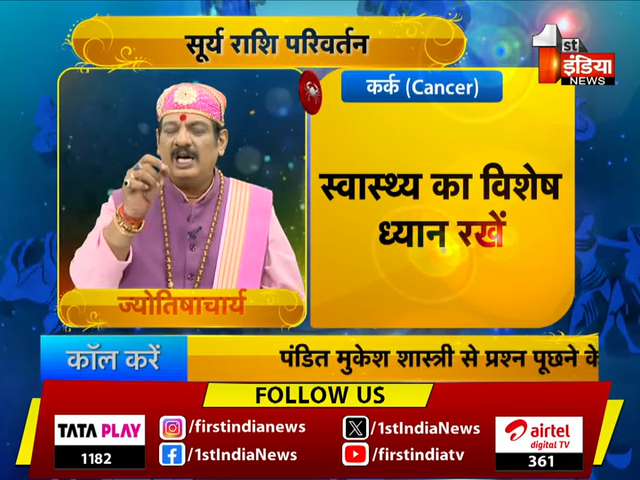 सूर्य राशि परिवर्तन
1st
इंडिया
NEWS
कर्क (Cancer)
स्वास्थ्य का विशेष
ध्यान रखें
ज्योतिषाचार्य
कॉल करें
पंडित मुकेश शास्त्री से प्रश्न पूछने के
FOLLOW US
TATA PLAY
1182
/firstindianews
/1stIndiaNews
/1stIndiaNews
/firstindiatv
airtel
digital TV
361